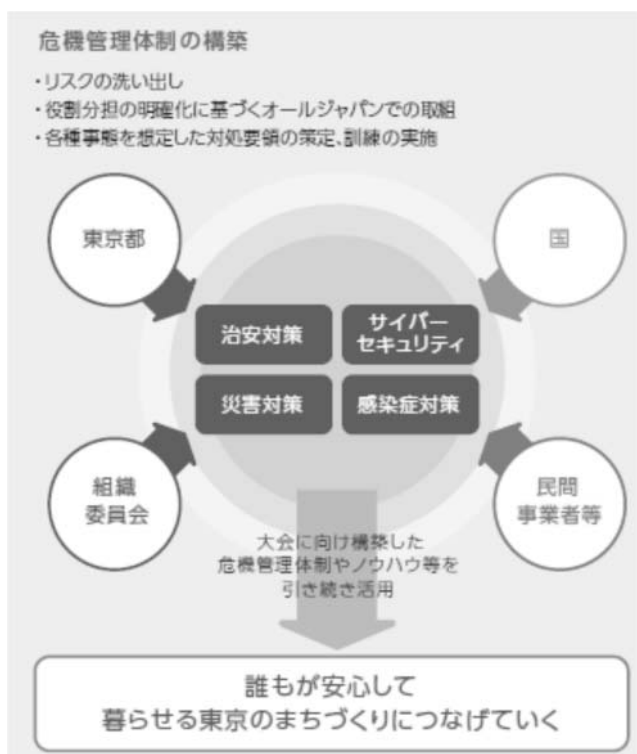 危機管理体制の構築
・リスクの洗い出し
・役割分担の明確化に基づくオールジャパンでの取組
・各種事態を想定した対処要領の策定、訓練の実施
東京都
国
治安対策
サイバー
セキュリティ
災害対策
感染症対策
組織
委員会
民間
事業者等
大会に向け構築した
危機管理体制やノウハウ等を
引き続き活用
誰もが安心して
暮らせる東京のまちづくりにつなげていく